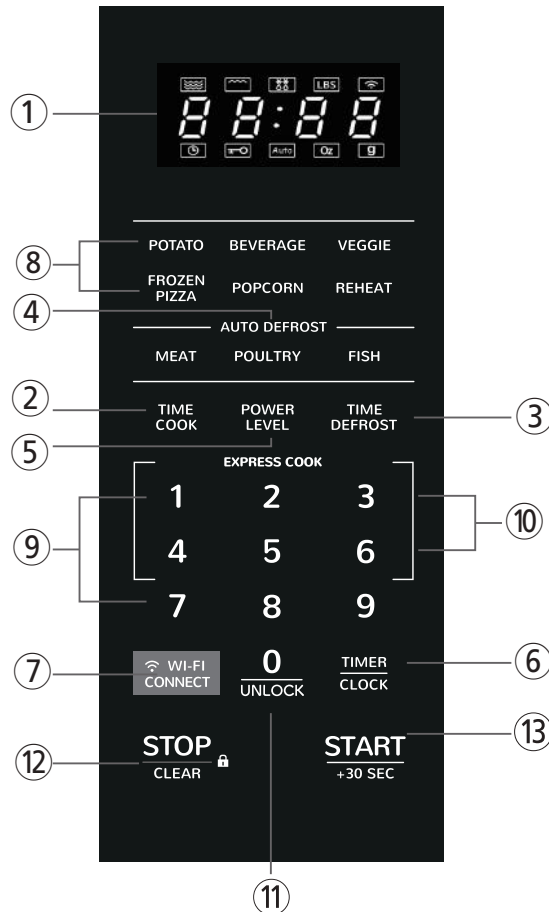 LBS
① 88:88
Auto Oz g
POTATO BEVERAGE VEGGIE
⑧
FROZEN PIZZA POPCORN REHEAT
④ AUTO DEFROST
MEAT POULTRY FISH
② TIME COOK POWER LEVEL TIME DEFROST ③
⑤
EXPRESS COOK
1 2 3
⑨ ⑩
4 5 6
7 8 9
⑦ WI-FI CONNECT 0 UNLOCK TIMER CLOCK ⑥
⑫ STOP CLEAR START +30 SEC ⑬
⑪